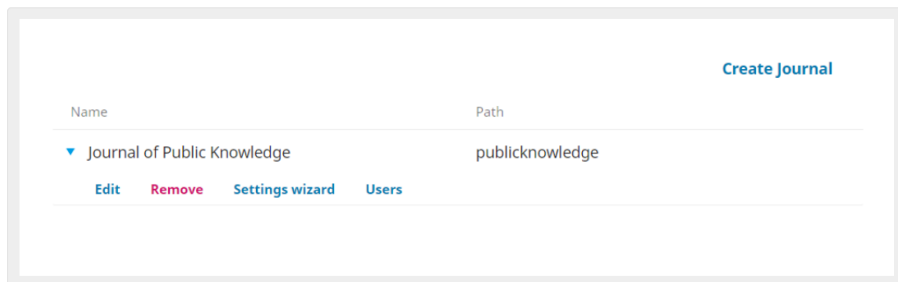 Create Journal
Name Path
Journal of Public Knowledge publicknowledge
Edit Remove Settings wizard Users